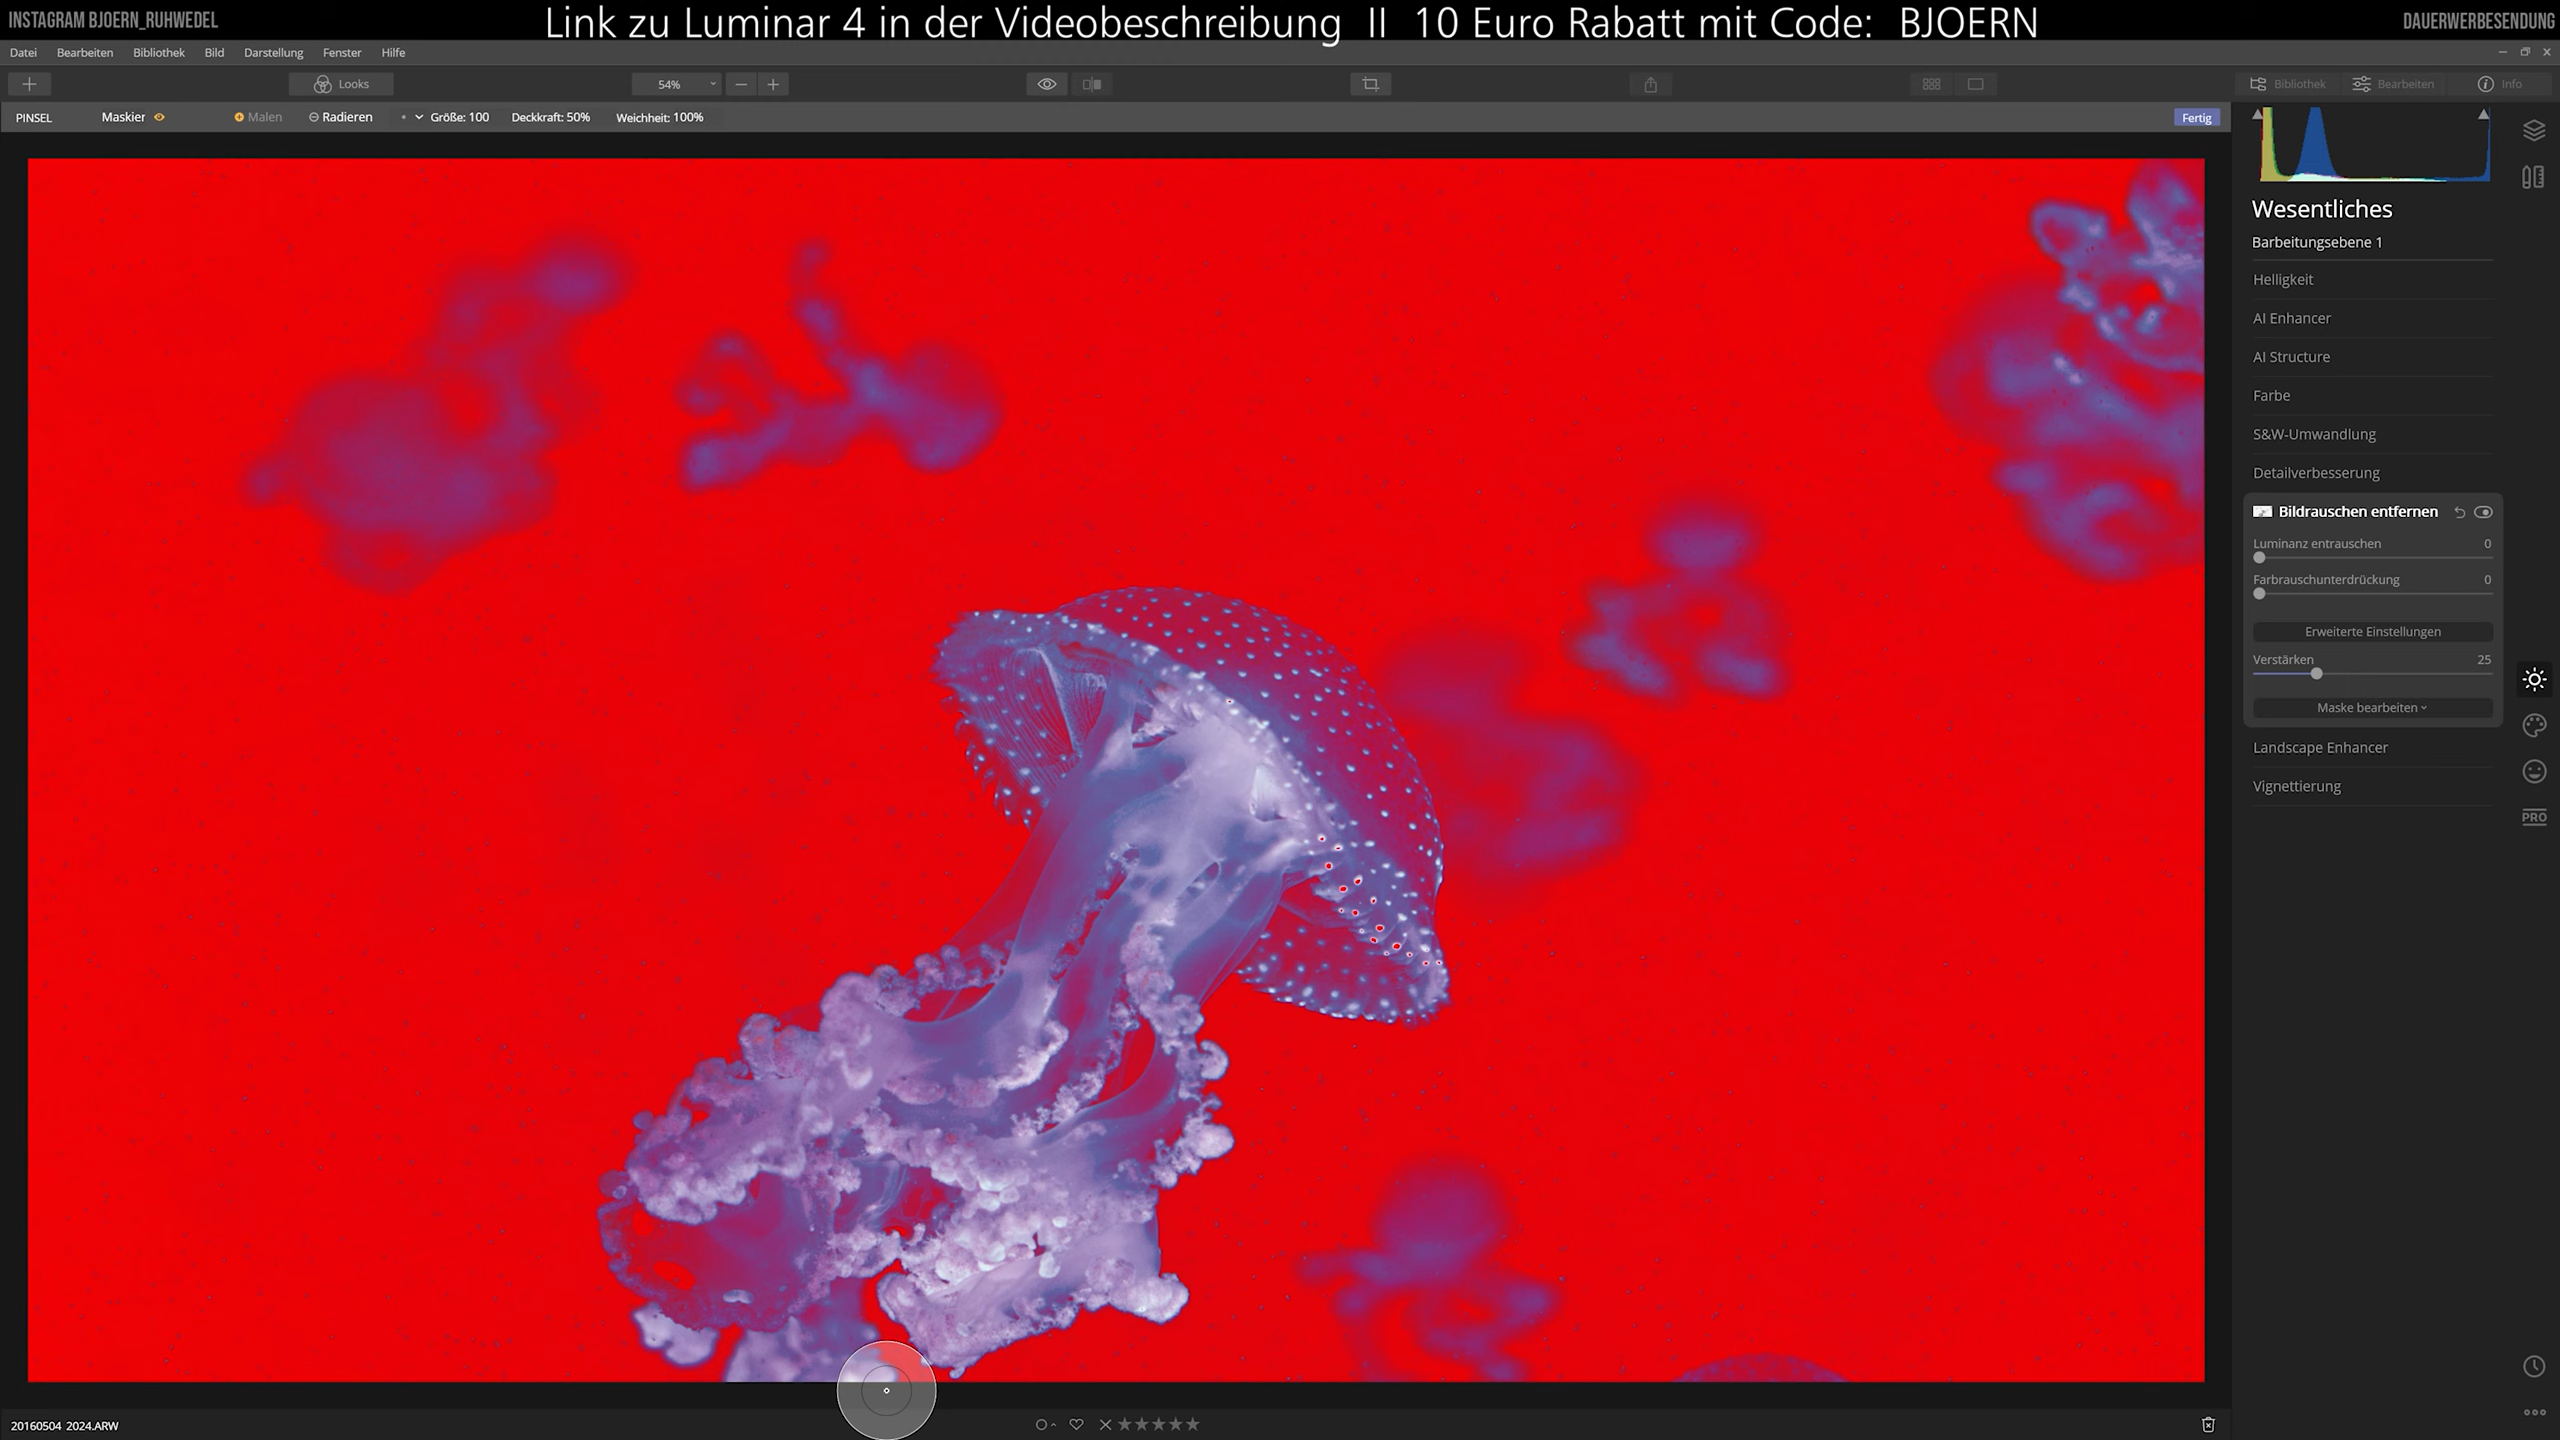 INSTAGRAM BJOERN_RUHWEDEL
Link zu Luminar 4 in der Videobeschreibung II 10 Euro Rabatt mit Code: BJOERN
DAUERWERBESENDUNG
Datei Bearbeiten Bibliothek Bild Darstellung Fenster Hilfe
Looks 54% Bibliothek Bearbeiten Info
PINSEL Maskier Malen Radieren Größe: 100 Deckkraft: 50% Weichheit: 100% Fertig
Wesentliches
Barbeitungsebene 1
Helligkeit
AI Enhancer
AI Structure
Farbe
S&W-Umwandlung
Detailverbesserung
Bildrauschen entfernen
Luminanz entrauschen 0
Farbrauschunterdrückung 0
Erweiterte Einstellungen
Verstärken 25
Maske bearbeiten
Landscape Enhancer
Vignettierung
PRO
20160504 2024.ARW